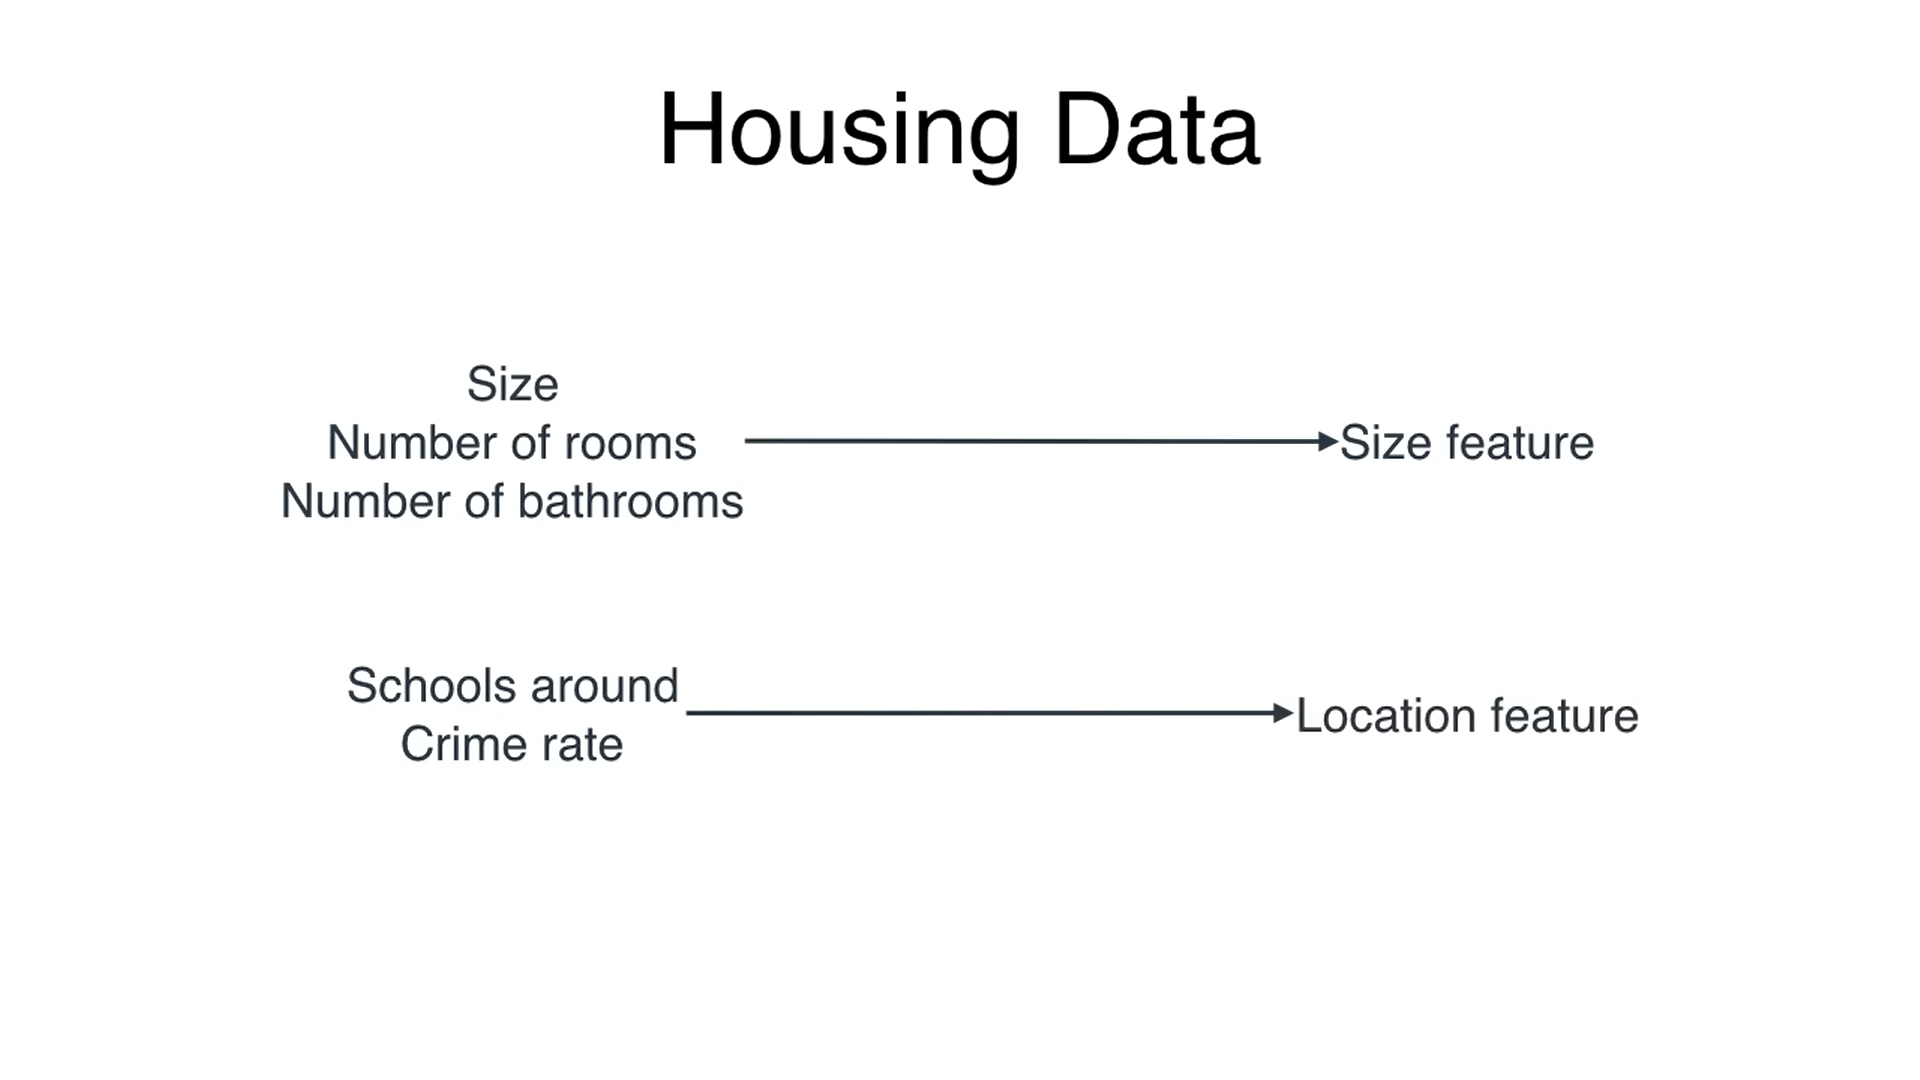 Housing Data
Size
Number of rooms
Number of bathrooms
Size feature
Schools around
Crime rate
Location feature